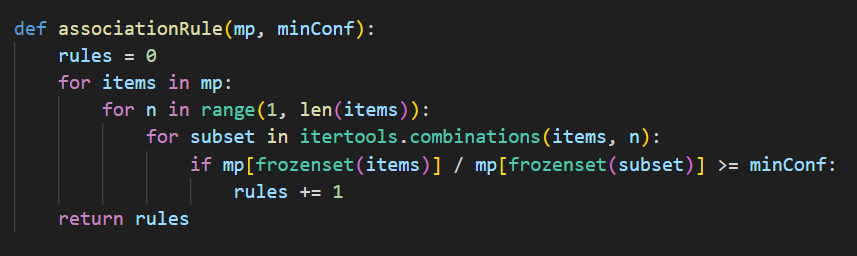 def associationRule(mp, minConf):
    rules = 0
    for items in mp:
        for n in range(1, len(items)):
            for subset in itertools.combinations(items, n):
                if mp[frozenset(items)] / mp[frozenset(subset)] >= minConf:
                    rules += 1
    return rules